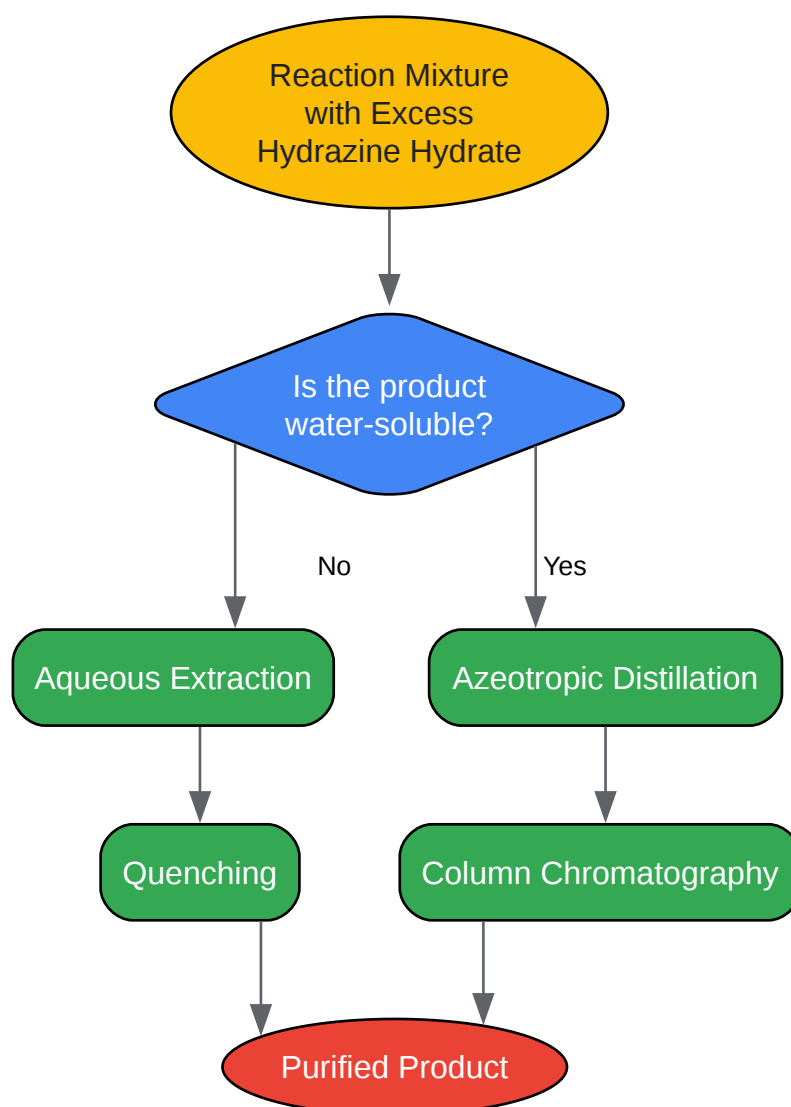 Reaction Mixture
with Excess
Hydrazine Hydrate
Is the product
water-soluble?
No
Yes
Aqueous Extraction
Azeotropic Distillation
Quenching
Column Chromatography
Purified Product